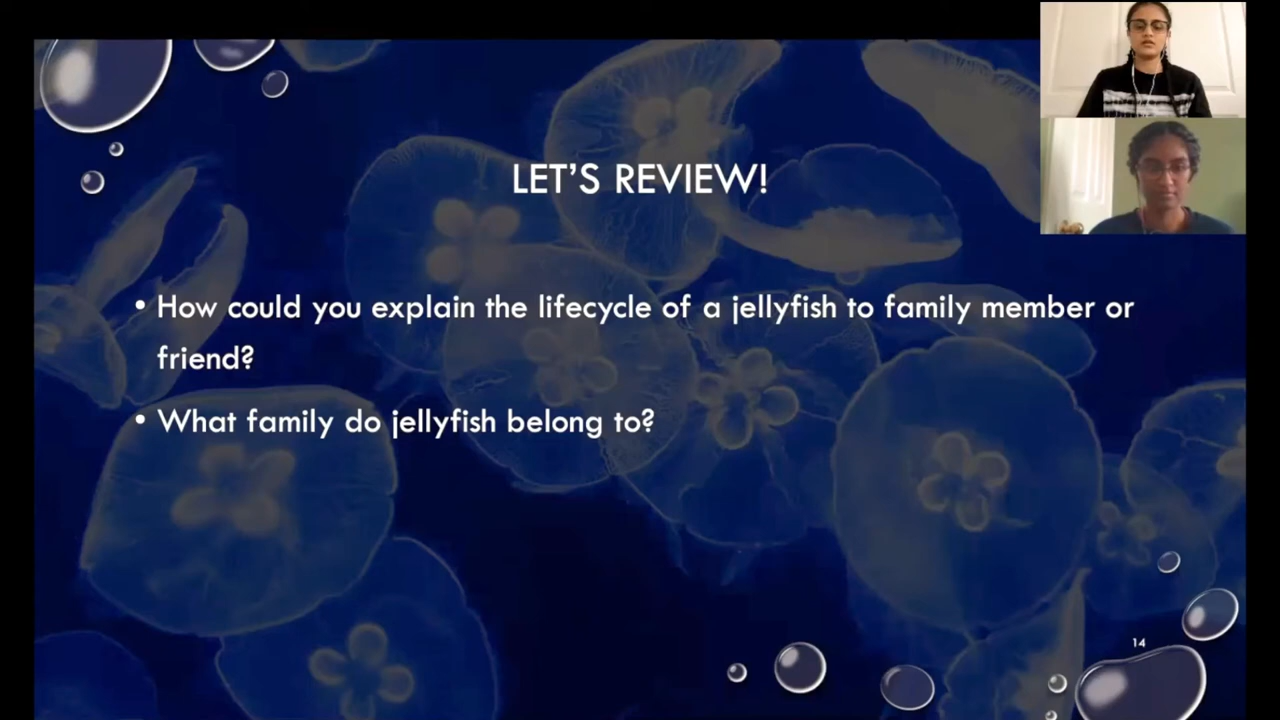 LET'S REVIEW!
• How could you explain the lifecycle of a jellyfish to family member or
friend?
• What family do jellyfish belong to?
14